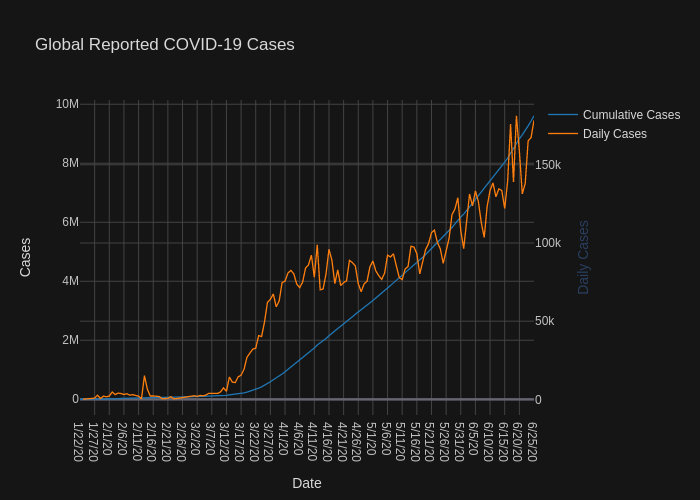 Global Reported COVID-19 Cases
Cumulative Cases
Daily Cases
10M
8M
6M
4M
2M
0
Cases
150k
100k
50k
0
Daily Cases
1/22/20
1/27/20
2/1/20
2/6/20
2/11/20
2/16/20
2/21/20
2/26/20
3/2/20
3/7/20
3/12/20
3/17/20
3/22/20
3/27/20
4/1/20
4/6/20
4/11/20
4/16/20
4/21/20
4/26/20
5/1/20
5/6/20
5/11/20
5/16/20
5/21/20
5/26/20
5/31/20
6/5/20
6/10/20
6/15/20
6/20/20
6/25/20
Date